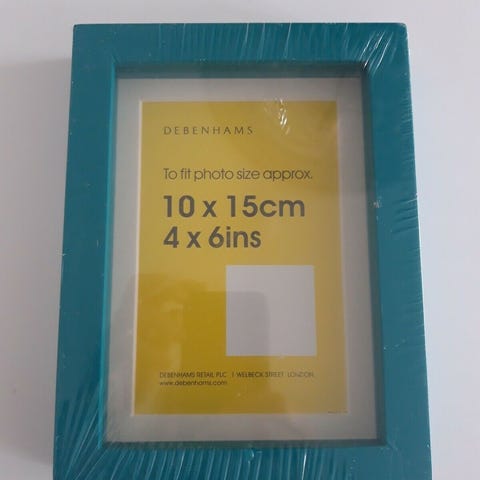 DEBENHAMS
To fit photo size approx.
10 x 15cm
4 x 6ins
DEBENHAMS RETAIL PLC 1 WELBECK STREET LONDON
www.debenhams.com